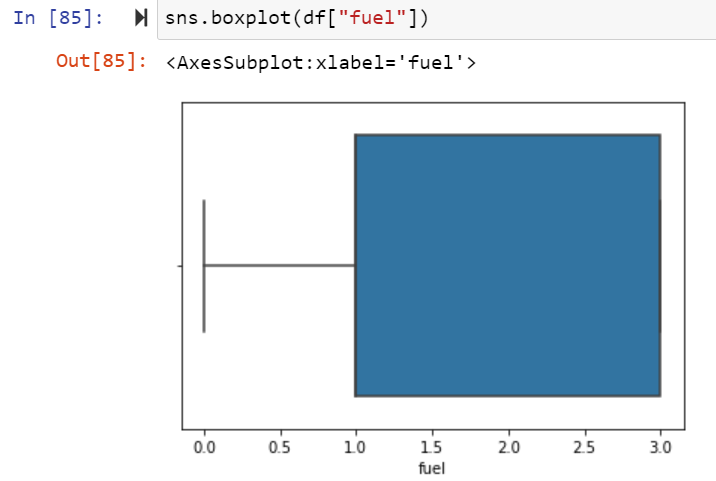 In [85]: sns.boxplot(df["fuel"])
Out[85]: <AxesSubplot:xlabel='fuel'>
0.0 0.5 1.0 1.5 2.0 2.5 3.0
fuel